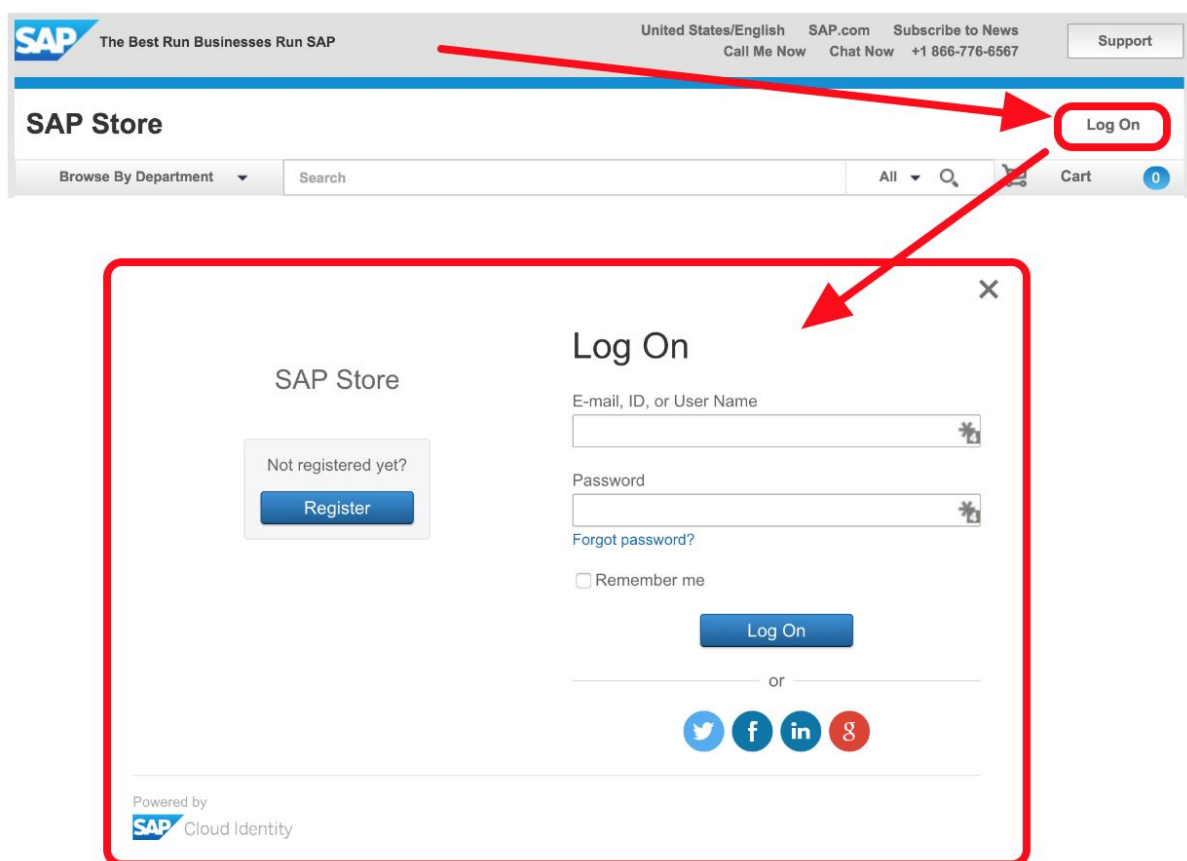 SAP The Best Run Businesses Run SAP
United States/English SAP.com Subscribe to News
Call Me Now Chat Now +1 866-776-6567
Support
SAP Store
Log On
Browse By Department
Search
All
Cart
0
SAP Store
Not registered yet?
Register
Log On
E-mail, ID, or User Name
4
Password
4
Forgot password?
Remember me
Log On
or
f in g
Powered by
SAP Cloud Identity